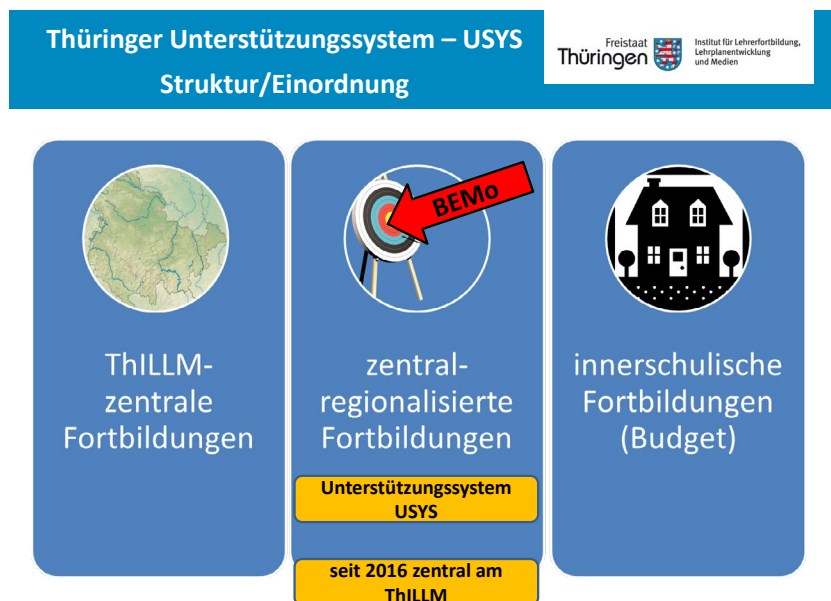 Thüringer Unterstützungssystem – USYS
Struktur/Einordnung
Freistaat
Thüringen
Institut für Lehrerfortbildung,
Lehrplanentwicklung
und Medien
ThILLM-
zentrale
Fortbildungen
BEMo
zentral-
regionalisierte
Fortbildungen
Unterstützungssystem
USYS
seit 2016 zentral am
ThILLM
innerschulische
Fortbildungen
(Budget)